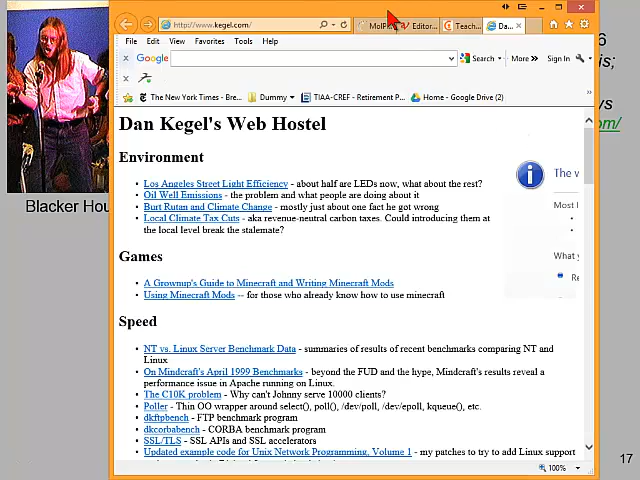 http://www.kegel.com/
MolP
Editor...
Teach...
Da...
File Edit View Favorites Tools Help
x Google Search More » Sign In
x
The New York Times - Bre... Dummy TIAA-CREF - Retirement P... Home - Google Drive (2)
Dan Kegel's Web Hostel
Environment
Los Angeles Street Light Efficiency - about half are LEDs now, what about the rest?
Oil Well Emissions - the problem and what people are doing about it
Burt Rutan and Climate Change - mostly just about one fact he got wrong
Local Climate Tax Cuts - aka revenue-neutral carbon taxes. Could introducing them at
the local level break the stalemate?
The w
Most l
What y
Re
Games
A Grownup's Guide to Minecraft and Writing Minecraft Mods
Using Minecraft Mods -- for those who already know how to use minecraft
Speed
NT vs. Linux Server Benchmark Data - summaries of results of recent benchmarks comparing NT and
Linux
On Mindcraft's April 1999 Benchmarks - beyond the FUD and the hype, Mindcraft's results reveal a
performance issue in Apache running on Linux.
The C10K problem - Why can't Johnny serve 10000 clients?
Poller - Thin OO wrapper around select(), poll(), /dev/poll, /dev/epoll, kqueue(), etc.
dkftpbench - FTP benchmark program
dkcorbabench - CORBA benchmark program
SSL/TLS - SSL APIs and SSL accelerators
Updated example code for Unix Network Programming, Volume 1 - my patches to try to add Linux support
100%
Blacker Hou
6
is;
ys
om/
17